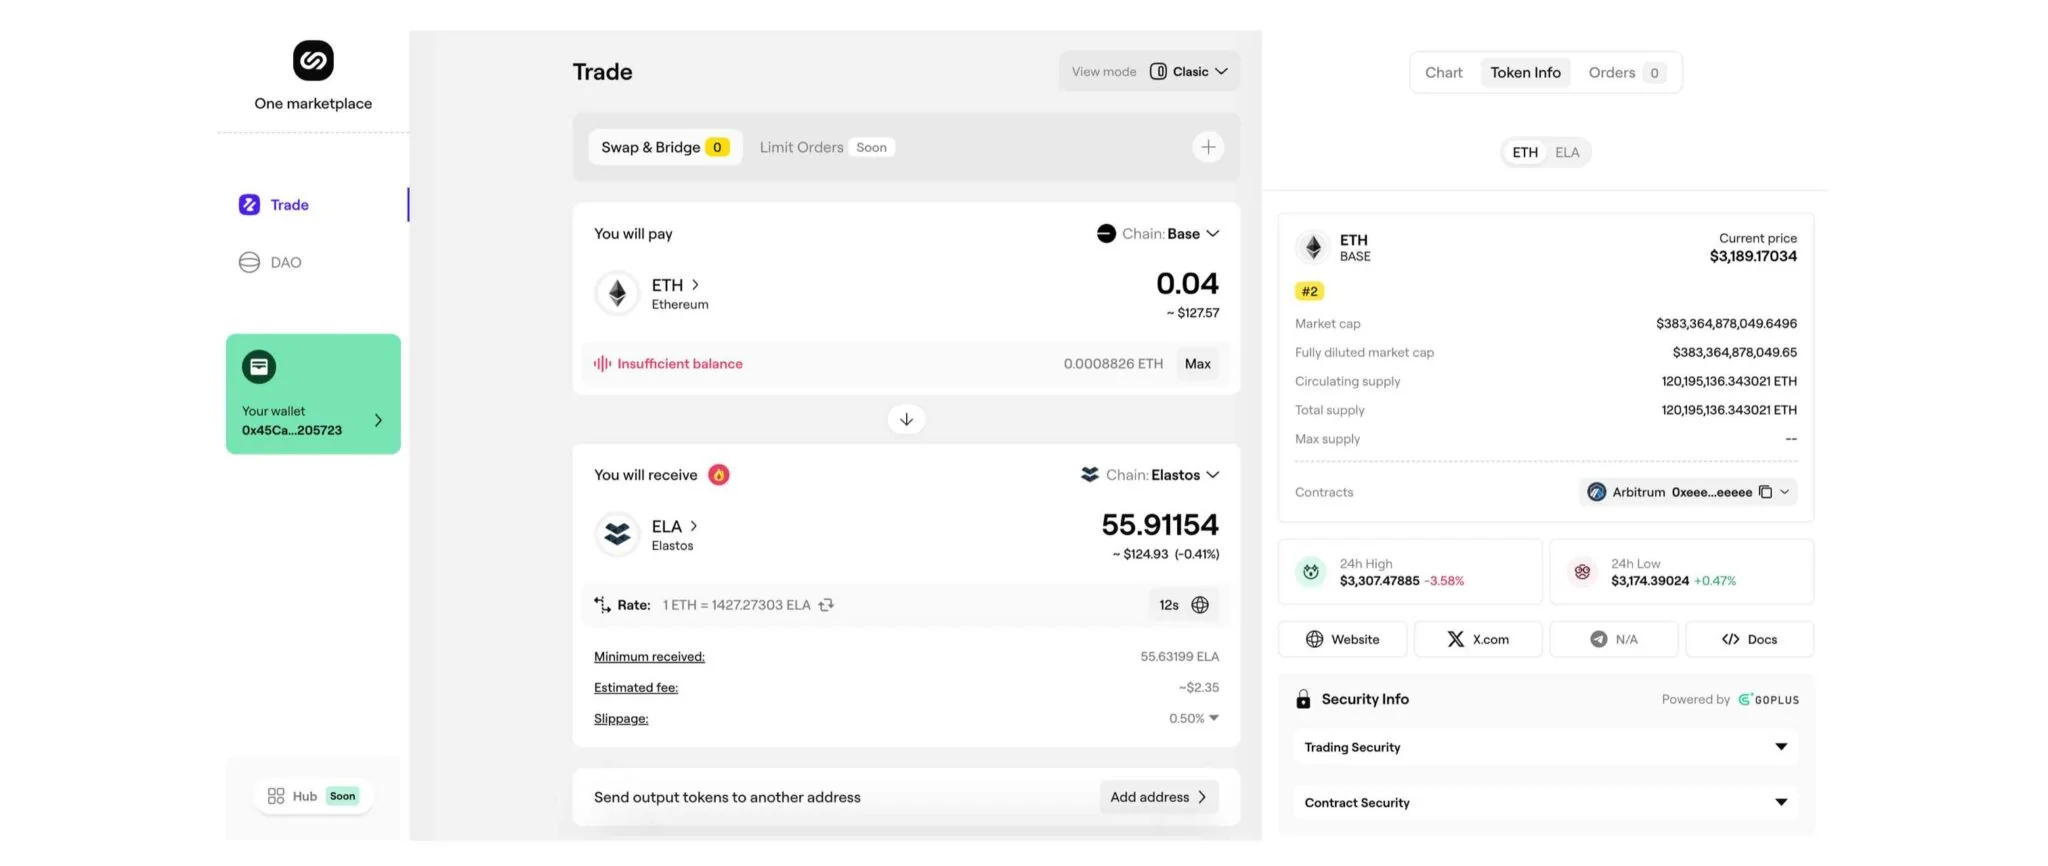 One marketplace
Trade
DAO
Your wallet
0x45Ca...205723
Hub Soon
Trade
View mode Clasic
Swap & Bridge 0 Limit Orders Soon
You will pay Chain: Base
ETH 0.04
Ethereum ~ $127.57
Insufficient balance 0.0008826 ETH Max
You will receive Chain: Elastos
ELA 55.91154
Elastos ~ $124.93 (-0.41%)
Rate: 1 ETH = 1427.27303 ELA 12s
Minimum received: 55.63199 ELA
Estimated fee: ~$2.35
Slippage: 0.50%
Send output tokens to another address Add address
Chart Token Info Orders 0
ETH ELA
ETH Current price
BASE $3,189.17034
#2
Market cap $383,364,878,049.6496
Fully diluted market cap $383,364,878,049.65
Circulating supply 120,195,136.343021 ETH
Total supply 120,195,136.343021 ETH
Max supply --
Contracts Arbitrum 0xeee...eeeee
24h High 24h Low
$3,307.47885 -3.58% $3,174.39024 +0.47%
Website X.com N/A Docs
Security Info Powered by GOPLUS
Trading Security
Contract Security